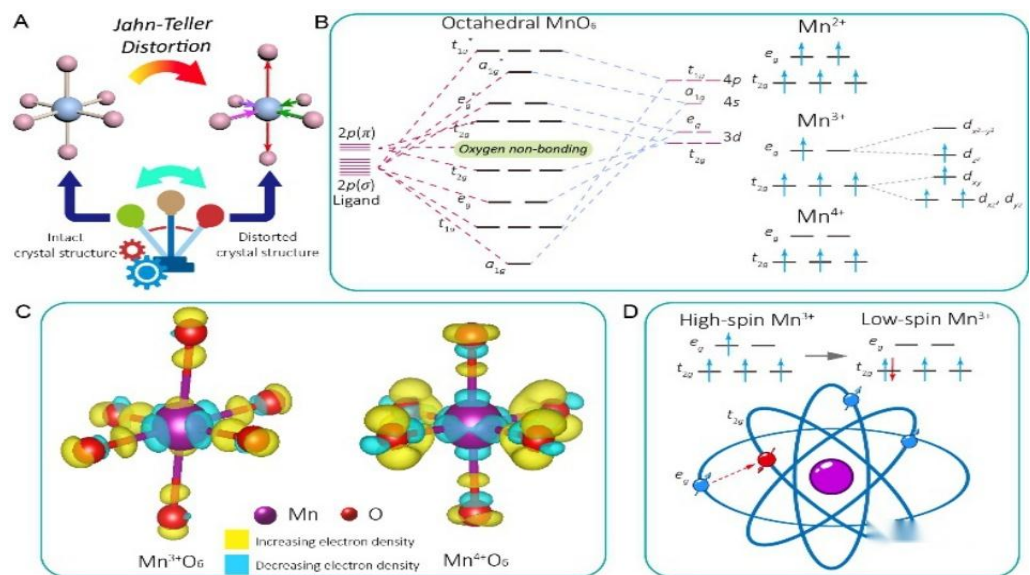 A
Jahn-Teller
Distortion
Intact
crystal structure
Distorted
crystal structure
B
Octahedral MnO₆
t₁ᵤ*
a₁g*
eg*
t₂g*
2p(π)
Oxygen non-bonding
2p(σ)
Ligand
t₂g
eg
t₁ᵤ
a₁g
t₁ᵤ 4p
a₁g 4s
eg
3d
t₂g
Mn²⁺
eg
t₂g
Mn³⁺
eg
t₂g
dx²-y²
dz²
dxy
dxz, dyz
Mn⁴⁺
eg
t₂g
C
Mn
O
Mn³⁺O₆
Mn⁴⁺O₆
Increasing electron density
Decreasing electron density
D
High-spin Mn³⁺
Low-spin Mn³⁺
eg
t₂g
eg
t₂g
t₂g
eg